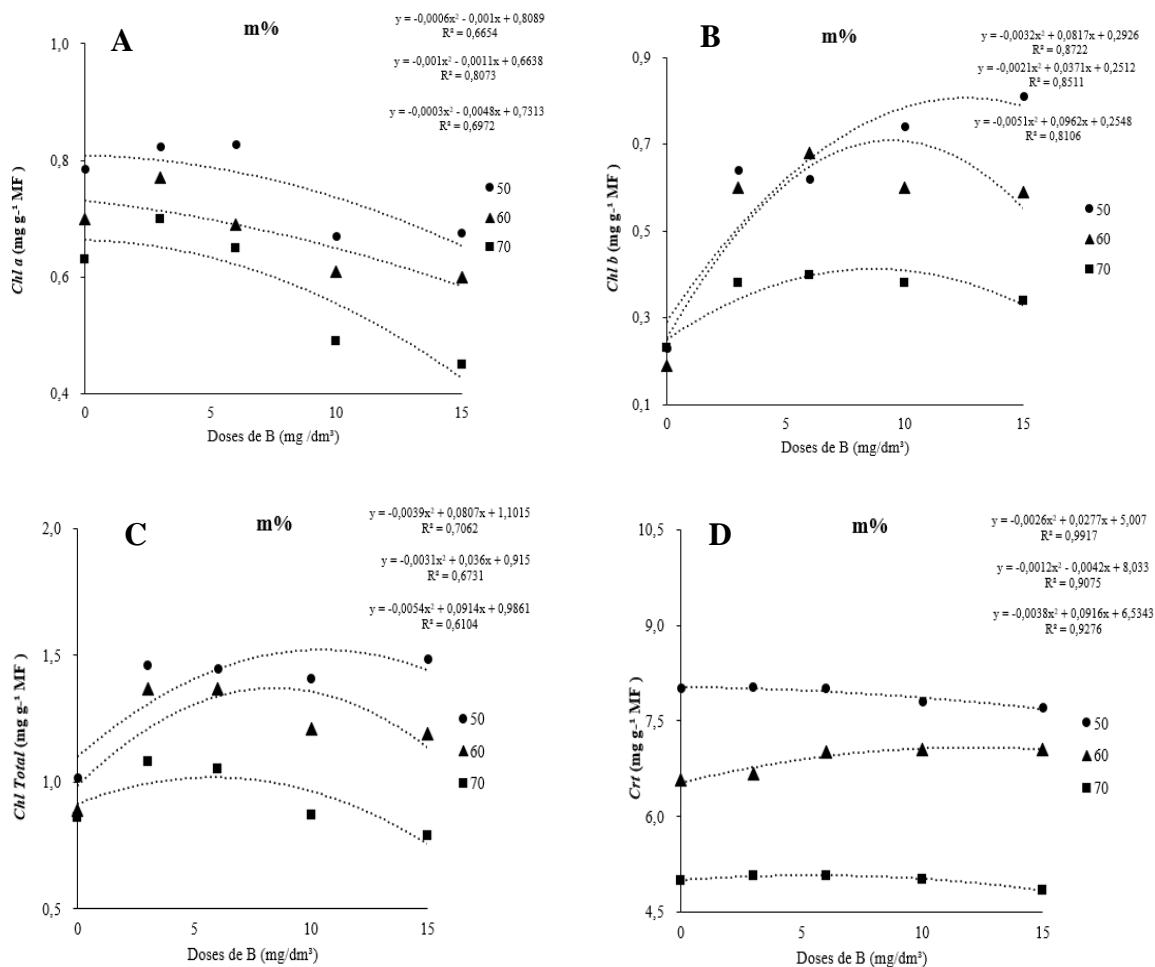 A
m%
y = -0,0006x² - 0,001x + 0,8089
R² = 0,6654
y = -0,001x² - 0,0011x + 0,6638
R² = 0,8073
y = -0,0003x² - 0,0048x + 0,7313
R² = 0,6972
1,0
0,8
0,6
0,4
Chl a (mg g⁻¹ MF )
0
5
10
15
Doses de B (mg /dm³)
50
60
70
B
m%
y = -0,0032x² + 0,0817x + 0,2926
R² = 0,8722
y = -0,0021x² + 0,0371x + 0,2512
R² = 0,8511
y = -0,0051x² + 0,0962x + 0,2548
R² = 0,8106
0,9
0,7
0,5
0,3
0,1
Chl b (mg g⁻¹ MF )
0
5
10
15
Doses de B (mg/dm³)
50
60
70
C
m%
y = -0,0039x² + 0,0807x + 1,1015
R² = 0,7062
y = -0,0031x² + 0,036x + 0,915
R² = 0,6731
y = -0,0054x² + 0,0914x + 0,9861
R² = 0,6104
2,0
1,5
1,0
0,5
Chl Total (mg g⁻¹ MF )
0
5
10
15
Doses de B (mg/dm³)
50
60
70
D
m%
y = -0,0026x² + 0,0277x + 5,007
R² = 0,9917
y = -0,0012x² - 0,0042x + 8,033
R² = 0,9075
y = -0,0038x² + 0,0916x + 6,5343
R² = 0,9276
10,5
9,0
7,5
6,0
4,5
Crt (mg g⁻¹ MF )
0
5
10
15
Doses de B (mg/dm³)
50
60
70